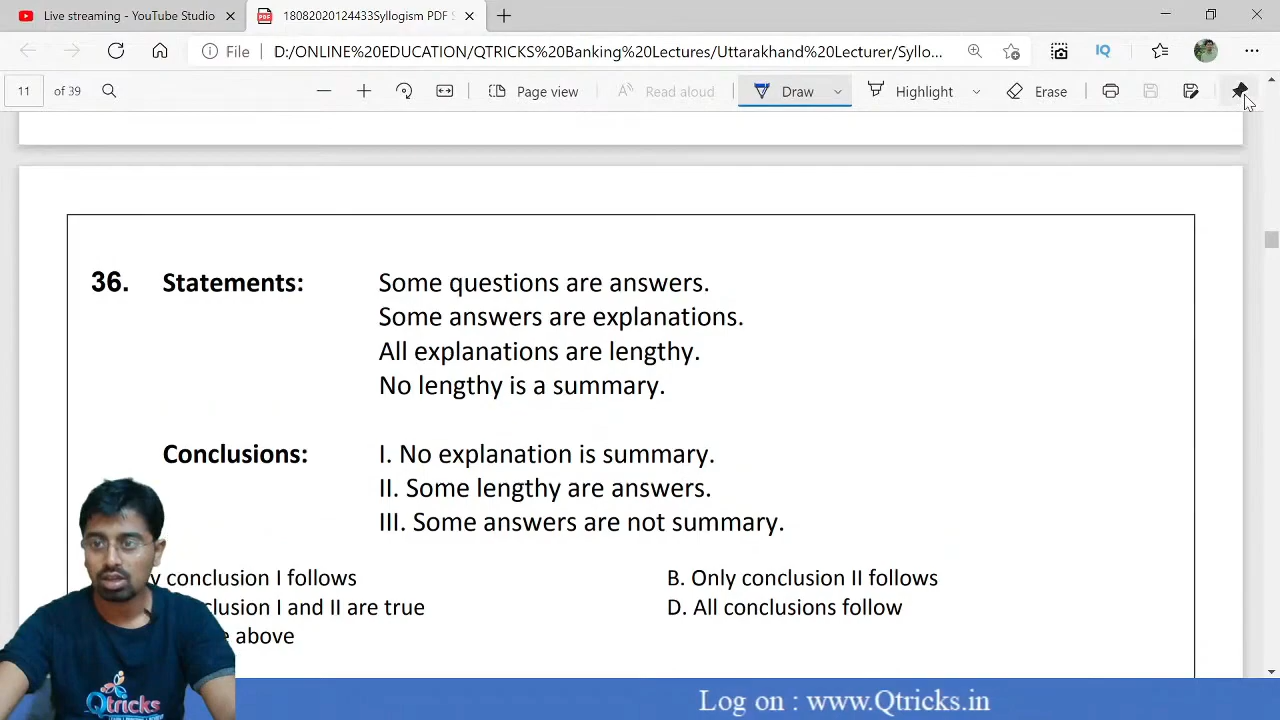 Live streaming - YouTube Studio
18082020124433Syllogism PDF S
File D:/ONLINE%20EDUCATION/QTRICKS%20Banking%20Lectures/Uttarakhand%20Lecturer/Syllo...
IQ
11 of 39
Page view
Read aloud
Draw
Highlight
Erase
36. Statements: Some questions are answers.
Some answers are explanations.
All explanations are lengthy.
No lengthy is a summary.
Conclusions: I. No explanation is summary.
II. Some lengthy are answers.
III. Some answers are not summary.
y conclusion I follows B. Only conclusion II follows
clusion I and II are true D. All conclusions follow
above
Qtricks
Log on : www.Qtricks.in